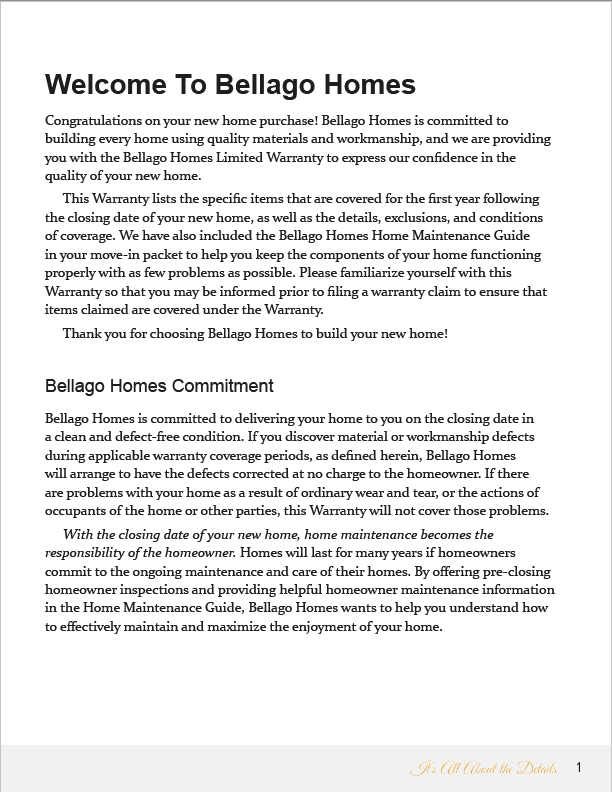 Welcome To Bellago Homes
Congratulations on your new home purchase! Bellago Homes is committed to
building every home using quality materials and workmanship, and we are providing
you with the Bellago Homes Limited Warranty to express our confidence in the
quality of your new home.
This Warranty lists the specific items that are covered for the first year following
the closing date of your new home, as well as the details, exclusions, and conditions
of coverage. We have also included the Bellago Homes Home Maintenance Guide
in your move-in packet to help you keep the components of your home functioning
properly with as few problems as possible. Please familiarize yourself with this
Warranty so that you may be informed prior to filing a warranty claim to ensure that
items claimed are covered under the Warranty.
Thank you for choosing Bellago Homes to build your new home!
Bellago Homes Commitment
Bellago Homes is committed to delivering your home to you on the closing date in
a clean and defect-free condition. If you discover material or workmanship defects
during applicable warranty coverage periods, as defined herein, Bellago Homes
will arrange to have the defects corrected at no charge to the homeowner. If there
are problems with your home as a result of ordinary wear and tear, or the actions of
occupants of the home or other parties, this Warranty will not cover those problems.
With the closing date of your new home, home maintenance becomes the
responsibility of the homeowner. Homes will last for many years if homeowners
commit to the ongoing maintenance and care of their homes. By offering pre-closing
homeowner inspections and providing helpful homeowner maintenance information
in the Home Maintenance Guide, Bellago Homes wants to help you understand how
to effectively maintain and maximize the enjoyment of your home.
It's All About the Details 1